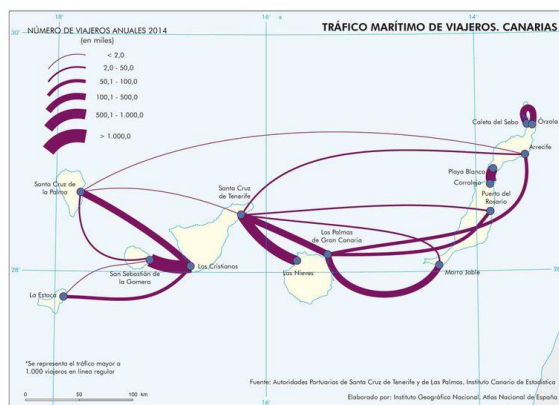 TRÁFICO MARÍTIMO DE VIAJEROS. CANARIAS
NÚMERO DE VIAJEROS ANUALES 2014
(en miles)
< 2,0
2,0 - 50,0
50,1 - 100,0
100,1 - 500,0
500,1 - 1.000,0
> 1.000,0
18°
16°
14°
30°
Caleta del Sebo
Órzola
Arrecife
Playa Blanca
Corralejo
Puerto del
Rosario
Santa Cruz de
la Palma
Santa Cruz
de Tenerife
Las Palmas
de Gran Canaria
San Sebastián de
la Gomera
Los Cristianos
Las Nieves
Morro Jable
La Estaca
28°
*Se representa el tráfico mayor a
1.000 viajeros en línea regular
0 50 100 km
16°
Fuente: Autoridades Portuarias de Santa Cruz de Tenerife y de Las Palmas. Instituto Canario de Estadística
Elaborado por: Instituto Geográfico Nacional. Atlas Nacional de España